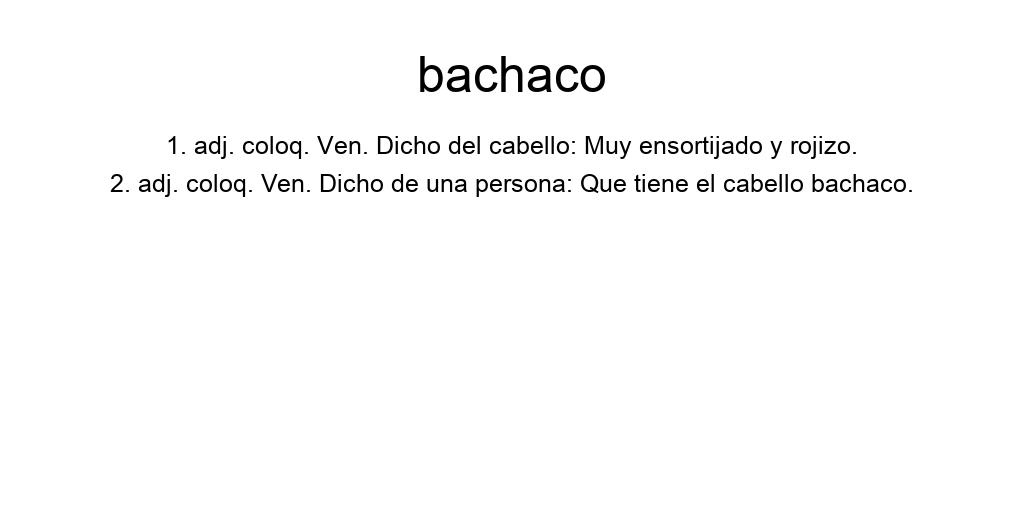 bachaco
1. adj. coloq. Ven. Dicho del cabello: Muy ensortijado y rojizo.
2. adj. coloq. Ven. Dicho de una persona: Que tiene el cabello bachaco.